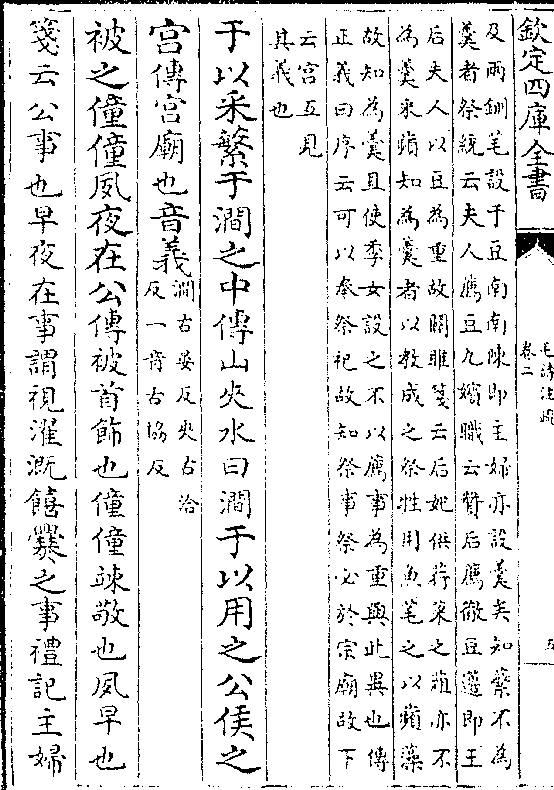 欽定四庫全書
毛詩注疏
卷二
五
及兩鉶芼設于豆南南陳即主婦亦設羮矣知蘩不為
羮者祭統云夫人薦豆九嬪職云贊后薦徹豆籩即王
后夫人以豆為重故關雎箋云后妃供荇菜之葅亦不
為羮采蘋知為羮者以教成之祭牲用魚芼之以蘋藻
故知為羮且使季女設之不以薦事為重與此異也傳
正義曰序云可以奉祭祀故知祭事祭必於宗廟故下
云宫互見
其義也
于以采蘩于澗之中傳山夾水曰澗于以用之公侯之
宫傳宫廟也音義
澗古晏反夾古洽
反一音古協反
被之僮僮夙夜在公傳被首飾也僮僮竦敬也夙早也
箋云公事也早夜在事謂視濯溉饎爨之事禮記主婦